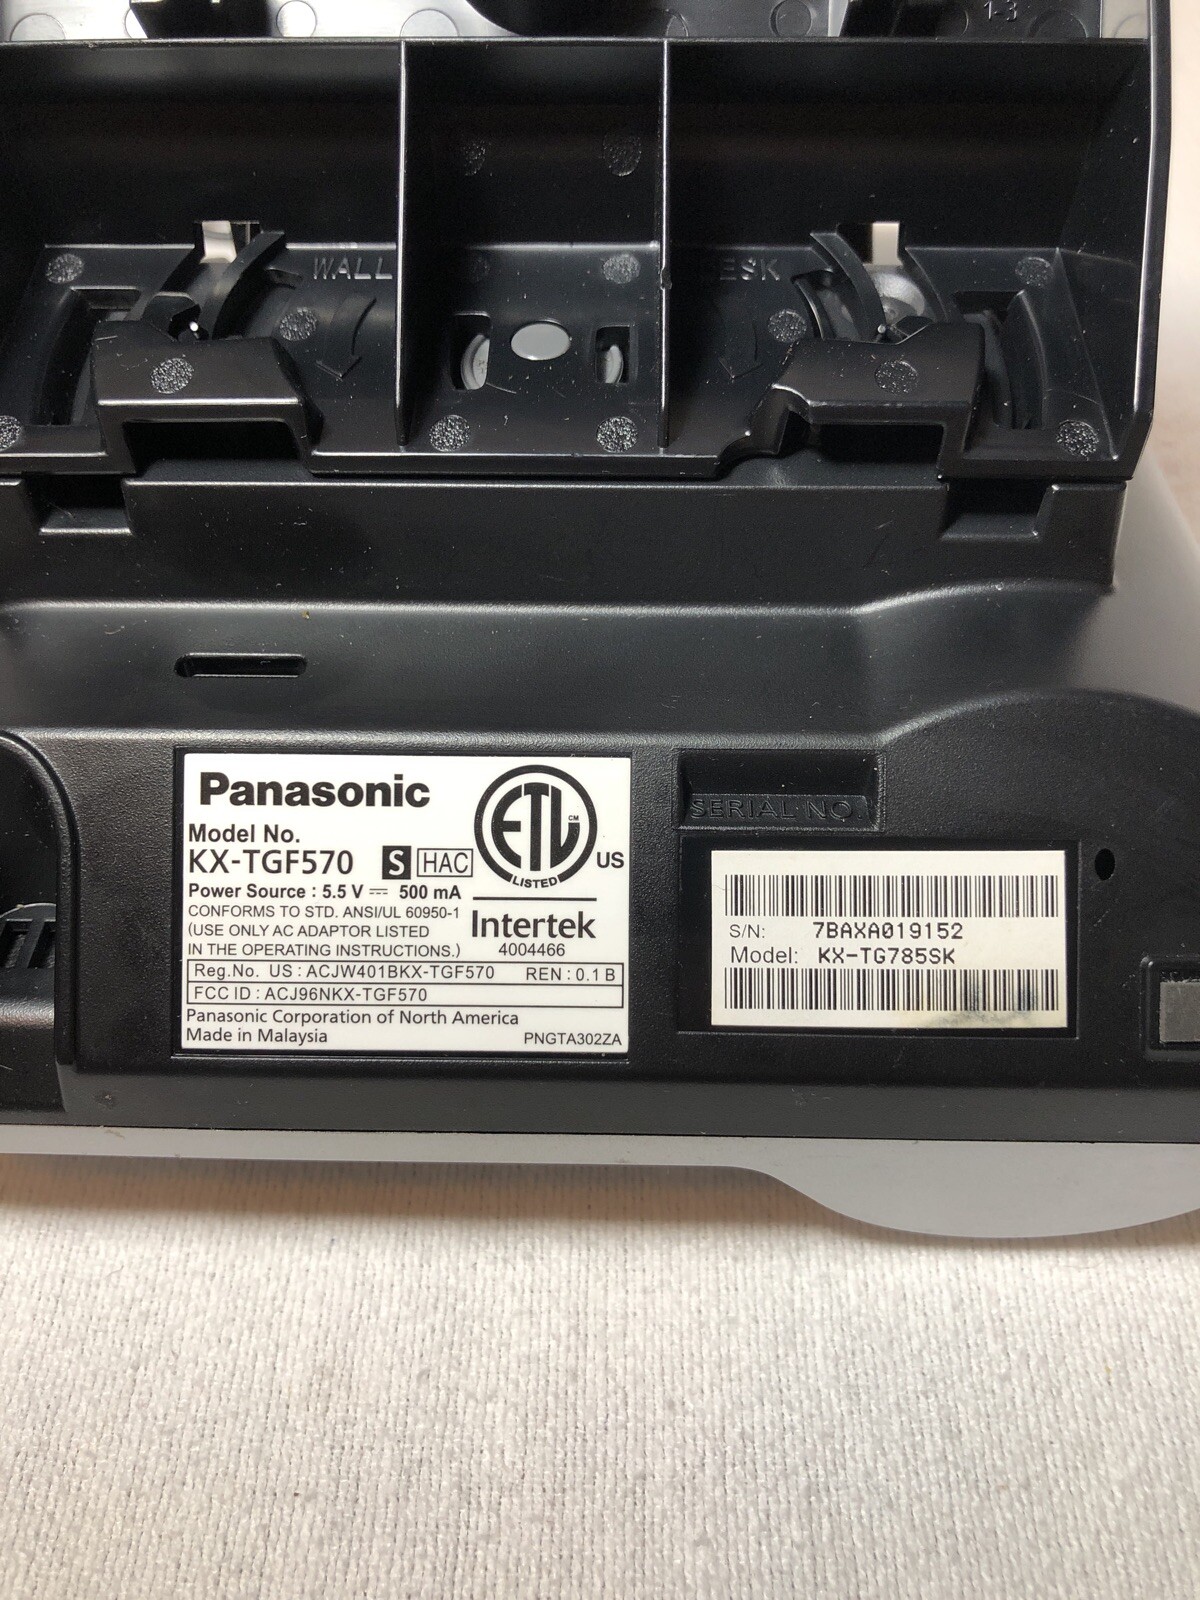 1-3
WALL
ESK
Panasonic
Model No.
KX-TGF570 S HAC
ETL CM
LISTED
US
Power Source : 5.5 V ⎓ 500 mA
CONFORMS TO STD. ANSI/UL 60950-1
(USE ONLY AC ADAPTOR LISTED
IN THE OPERATING INSTRUCTIONS.)
Intertek
4004466
Reg.No. US : ACJW401BKX-TGF570 REN : 0.1 B
FCC ID : ACJ96NKX-TGF570
Panasonic Corporation of North America
Made in Malaysia PNGTA302ZA
SERIAL NO.
S/N: 7BAXA019152
Model: KX-TG785SK